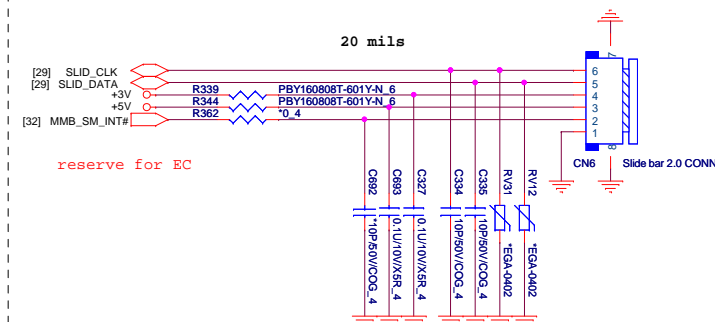 20 mils
[29] SLID_CLK
[29] SLID_DATA
+3V R339 PBY160808T-601Y-N_6
+5V R344 PBY160808T-601Y-N_6
[32] MMB_SM_INT# R362 *0_4
7
6
5
4
3
2
1
8
CN6 Slide bar 2.0 CONN
reserve for EC
C692 *10P/50V/COG_4
C693 0.1U/10V/X5R_4
C327 0.1U/10V/X5R_4
C334 10P/50V/COG_4
C335 10P/50V/COG_4
RV31 *EGA-0402
RV12 *EGA-0402